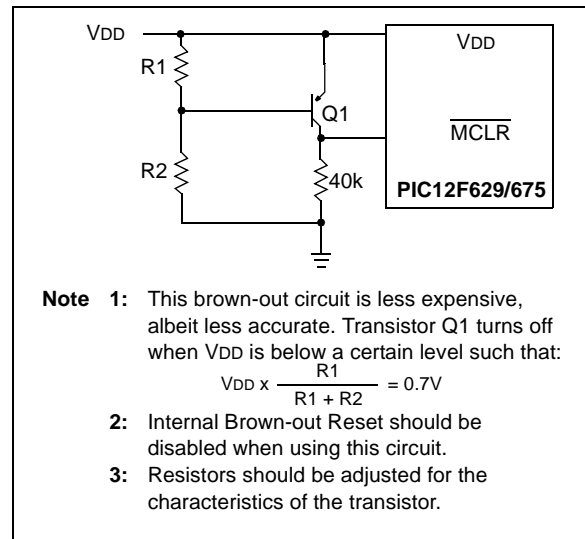 VDD
VDD
R1
Q1
MCLR
R2
40k
PIC12F629/675
Note 1: This brown-out circuit is less expensive,
albeit less accurate. Transistor Q1 turns off
when VDD is below a certain level such that:
VDD x R1 / R1 + R2 = 0.7V
2: Internal Brown-out Reset should be
disabled when using this circuit.
3: Resistors should be adjusted for the
characteristics of the transistor.